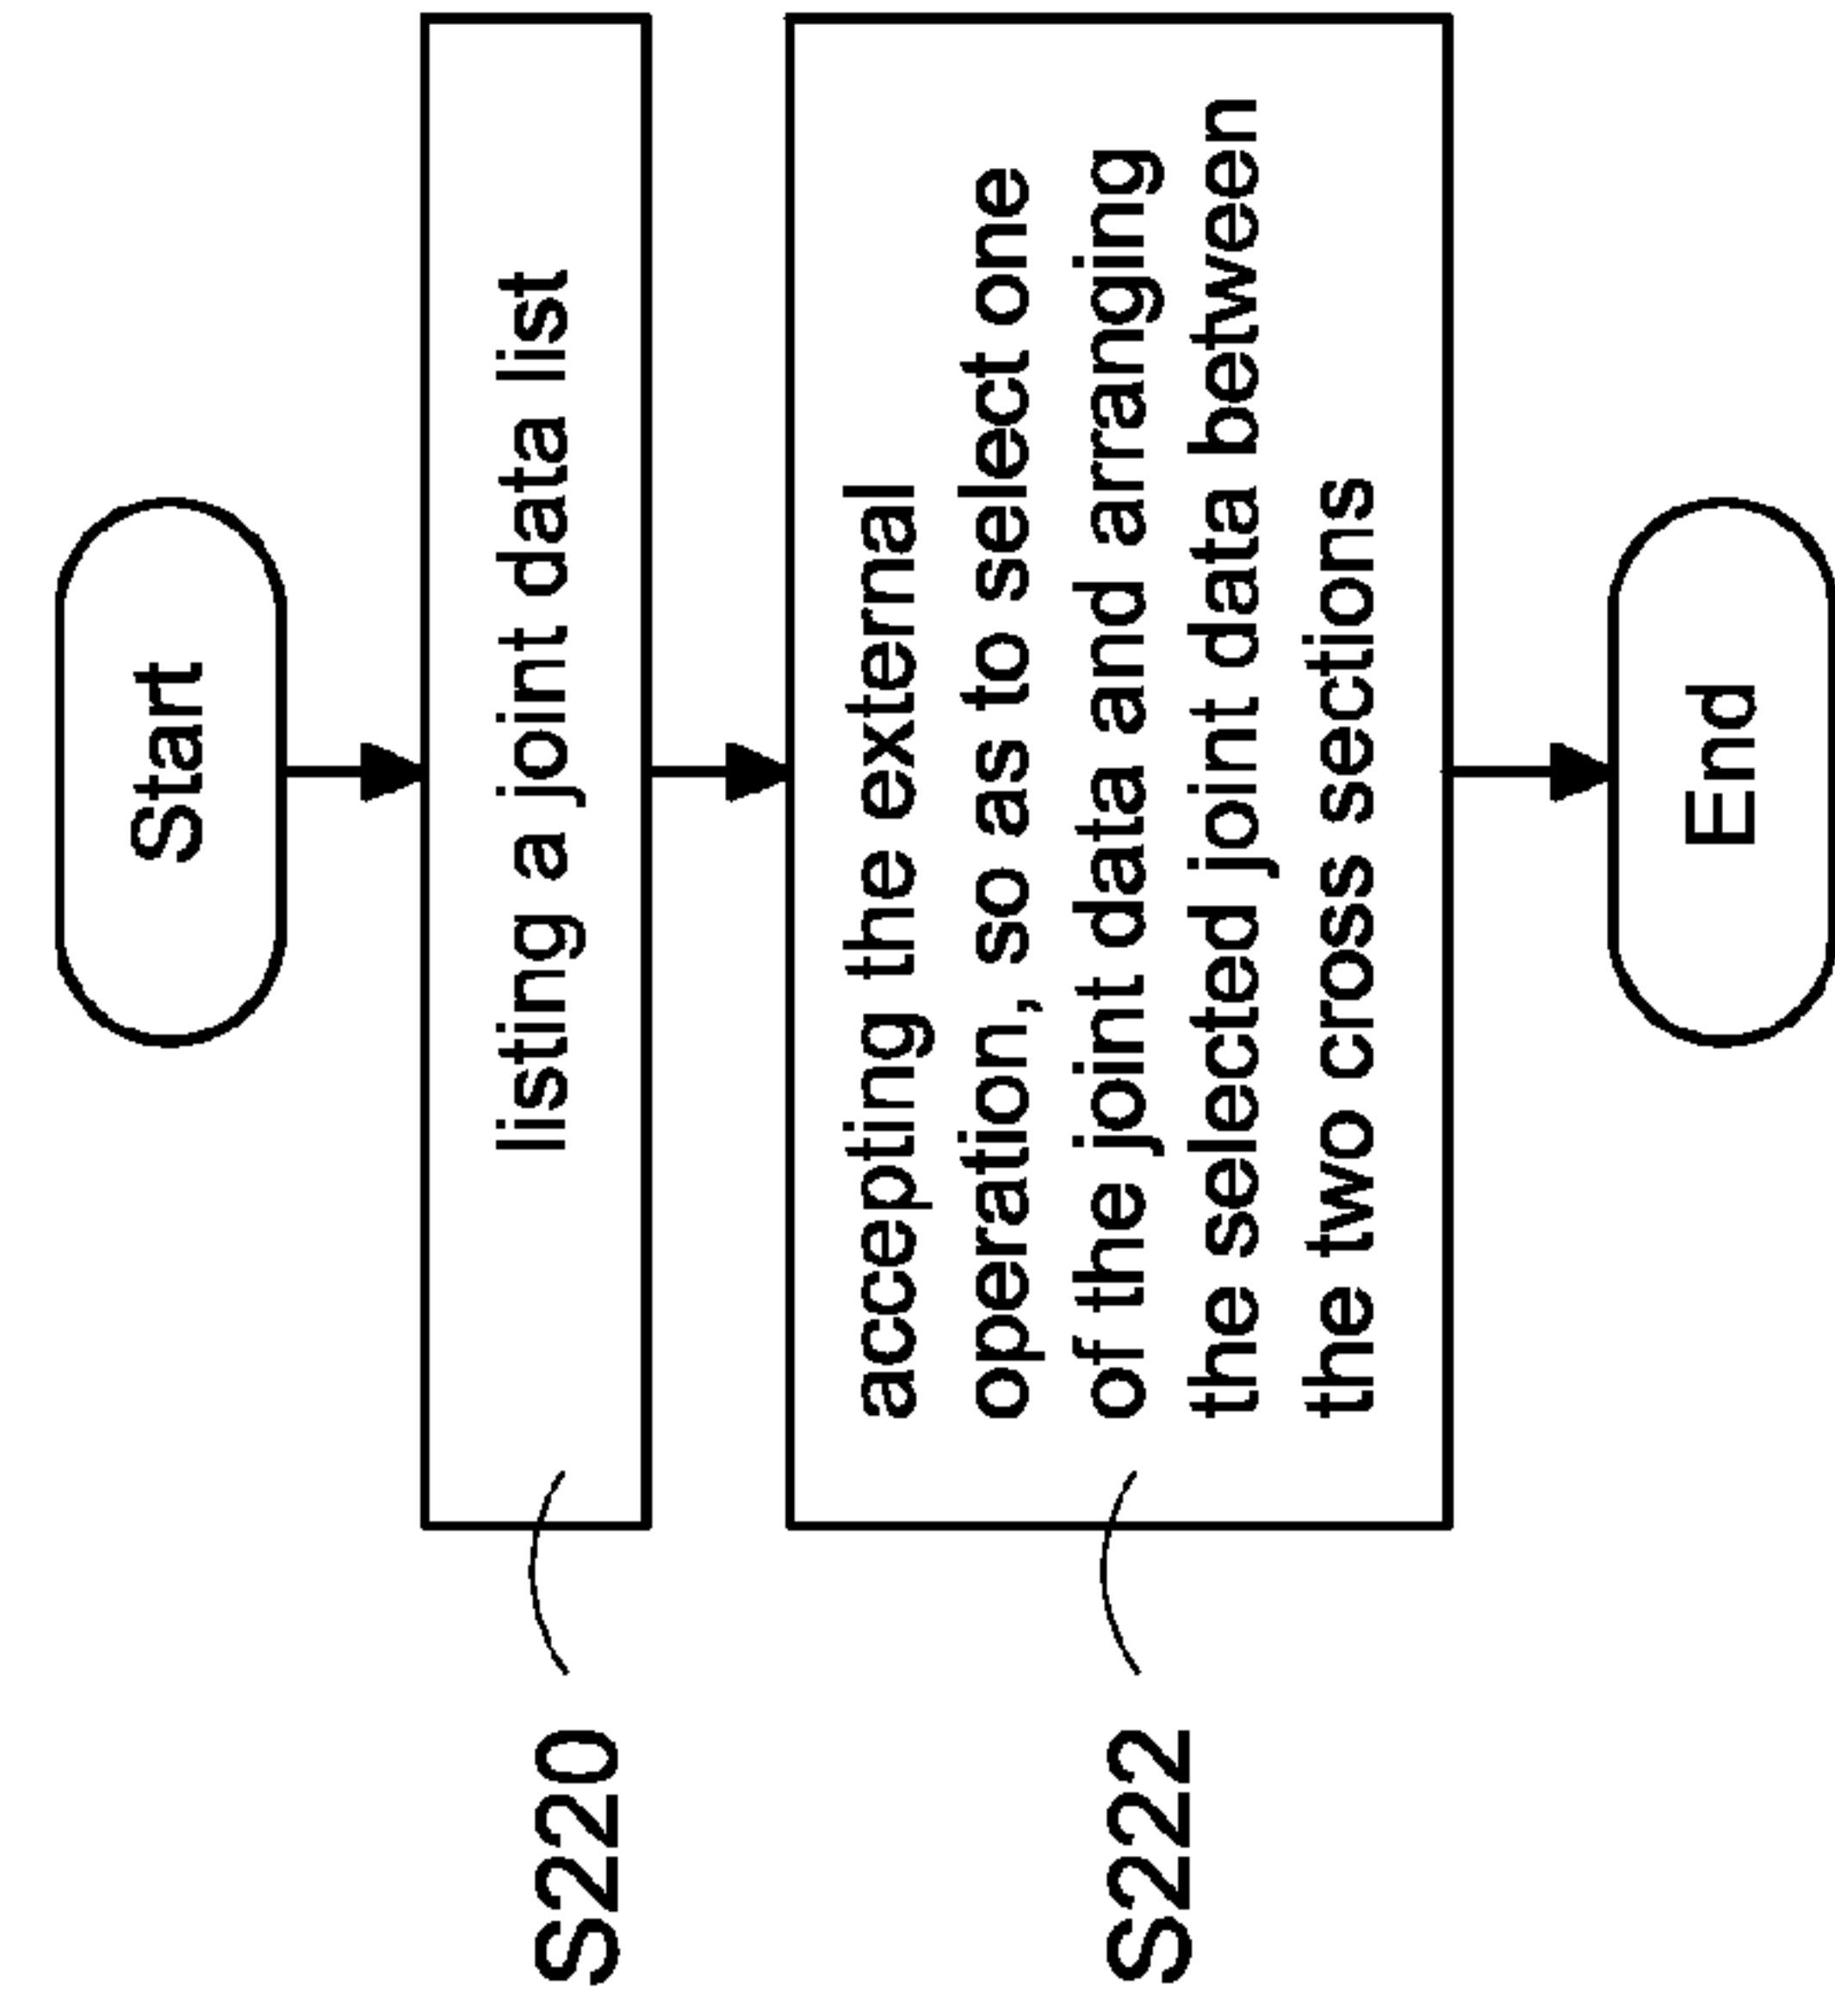 Start
S220
listing a joint data list
S222
accepting the external
operation, so as to select one
of the joint data and arranging
the selected joint data between
the two cross sections
End